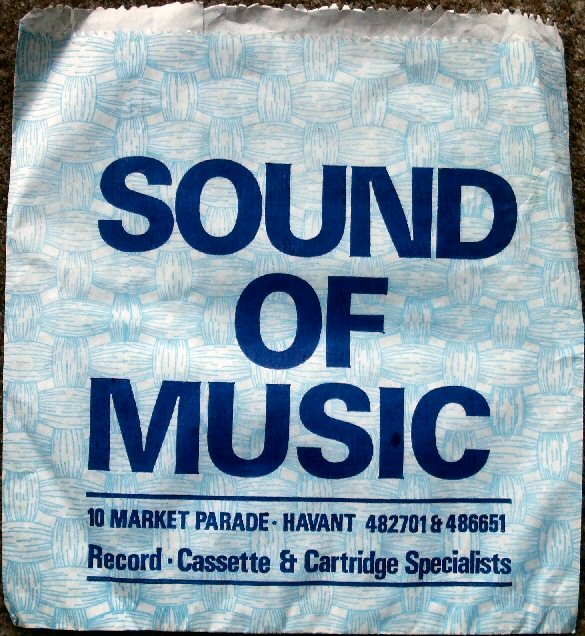 SOUND
OF
MUSIC
10 MARKET PARADE · HAVANT 482701 & 486651
Record · Cassette & Cartridge Specialists